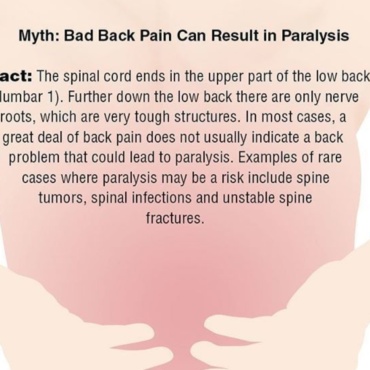 Myth: Bad Back Pain Can Result in Paralysis
act: The spinal cord ends in the upper part of the low back
lumbar 1). Further down the low back there are only nerve
roots, which are very tough structures. In most cases, a
great deal of back pain does not usually indicate a back
problem that could lead to paralysis. Examples of rare
cases where paralysis may be a risk include spine
tumors, spinal infections and unstable spine
fractures.